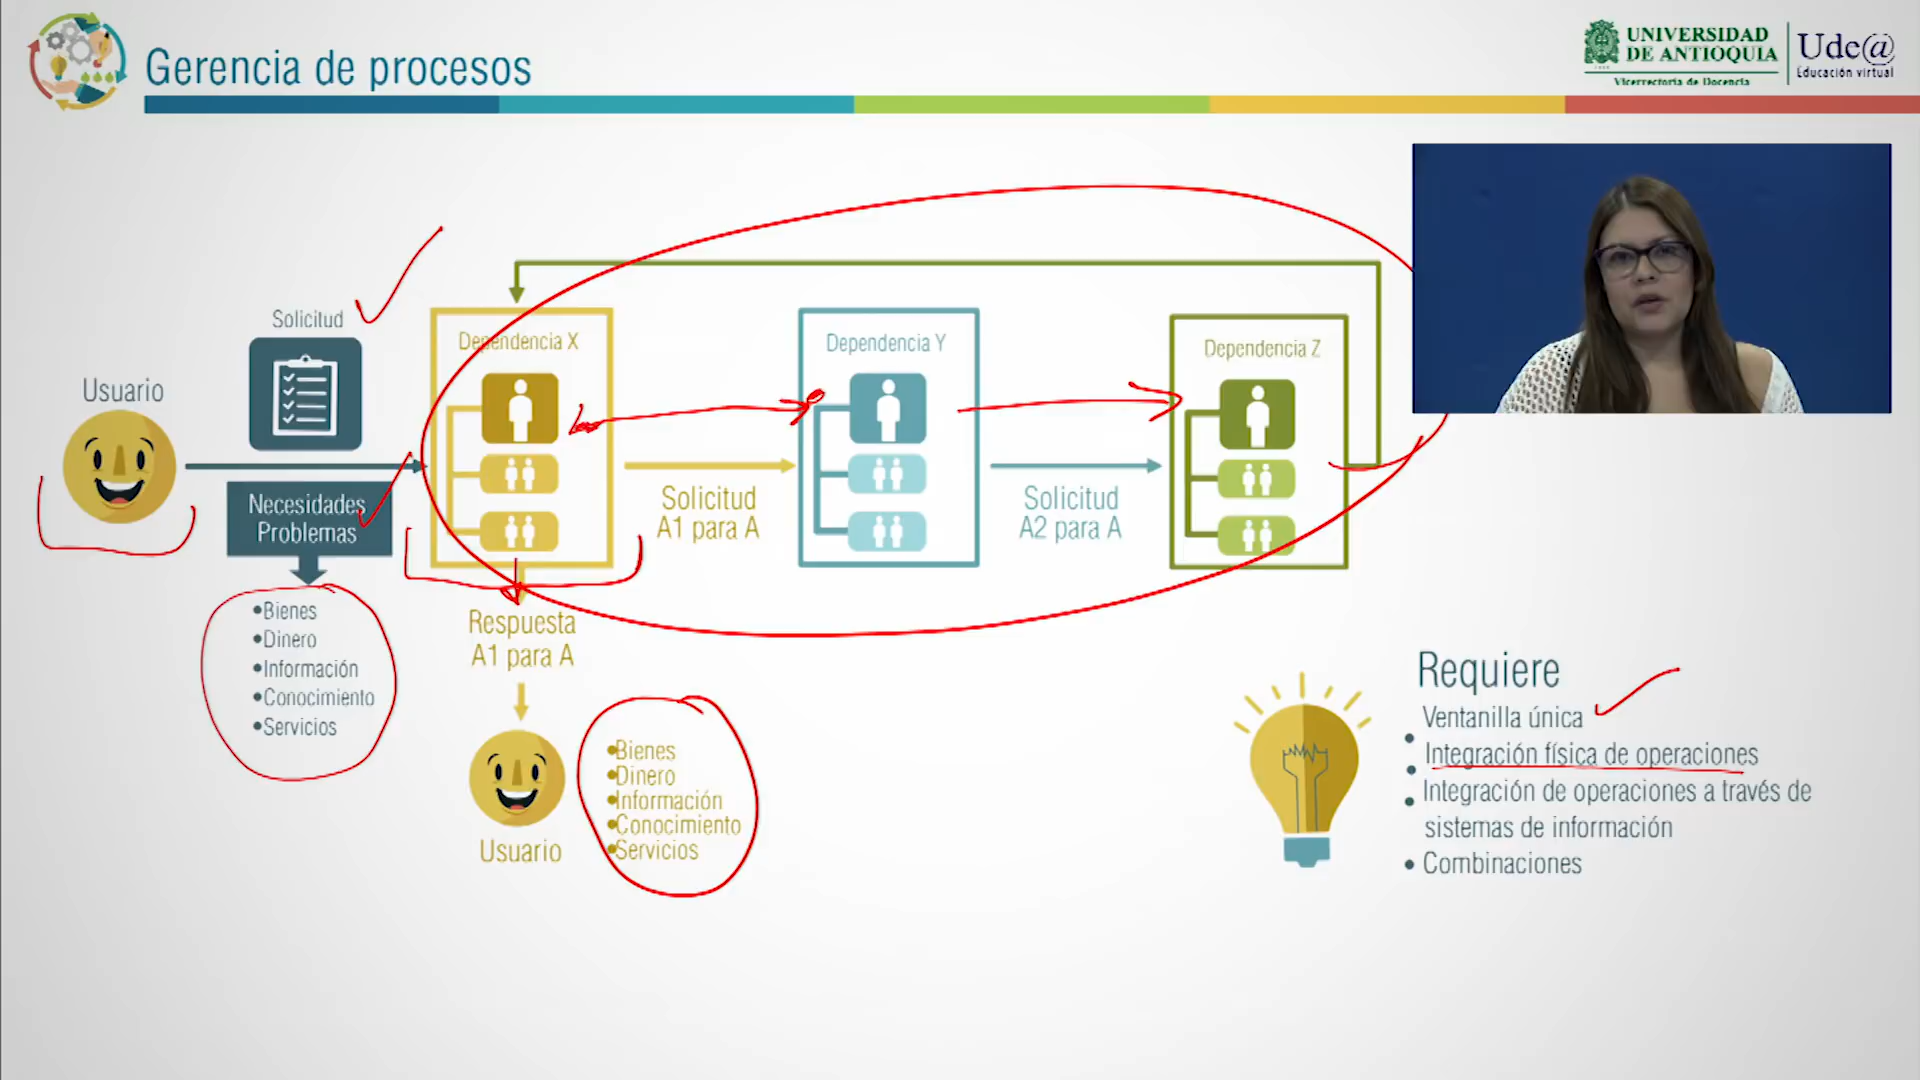 Gerencia de procesos
UNIVERSIDAD
DE ANTIOQUIA
Vicerrectoría de Docencia
Ude@
Educación virtual
Solicitud
Usuario
Necesidades
Problemas
•Bienes
•Dinero
•Información
•Conocimiento
•Servicios
Dependencia X
Solicitud
A1 para A
Dependencia Y
Solicitud
A2 para A
Dependencia Z
Respuesta
A1 para A
Usuario
•Bienes
•Dinero
•Información
•Conocimiento
•Servicios
Requiere
Ventanilla única
• Integración física de operaciones
• Integración de operaciones a través de
• sistemas de información
• Combinaciones